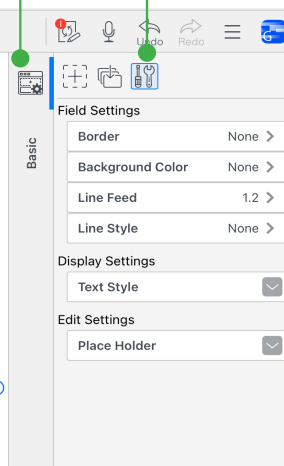 Undo Redo
Basic
Field Settings
Border None
Background Color None
Line Feed 1.2
Line Style None
Display Settings
Text Style
Edit Settings
Place Holder